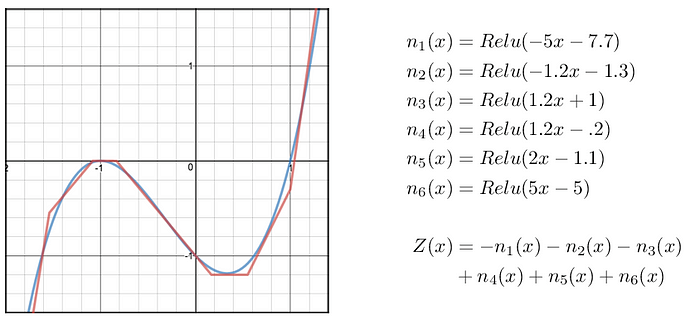 1
2
-1
0
1
-1
n₁(x) = Relu(−5x − 7.7)
n₂(x) = Relu(−1.2x − 1.3)
n₃(x) = Relu(1.2x + 1)
n₄(x) = Relu(1.2x − .2)
n₅(x) = Relu(2x − 1.1)
n₆(x) = Relu(5x − 5)
Z(x) = −n₁(x) − n₂(x) − n₃(x)
+ n₄(x) + n₅(x) + n₆(x)